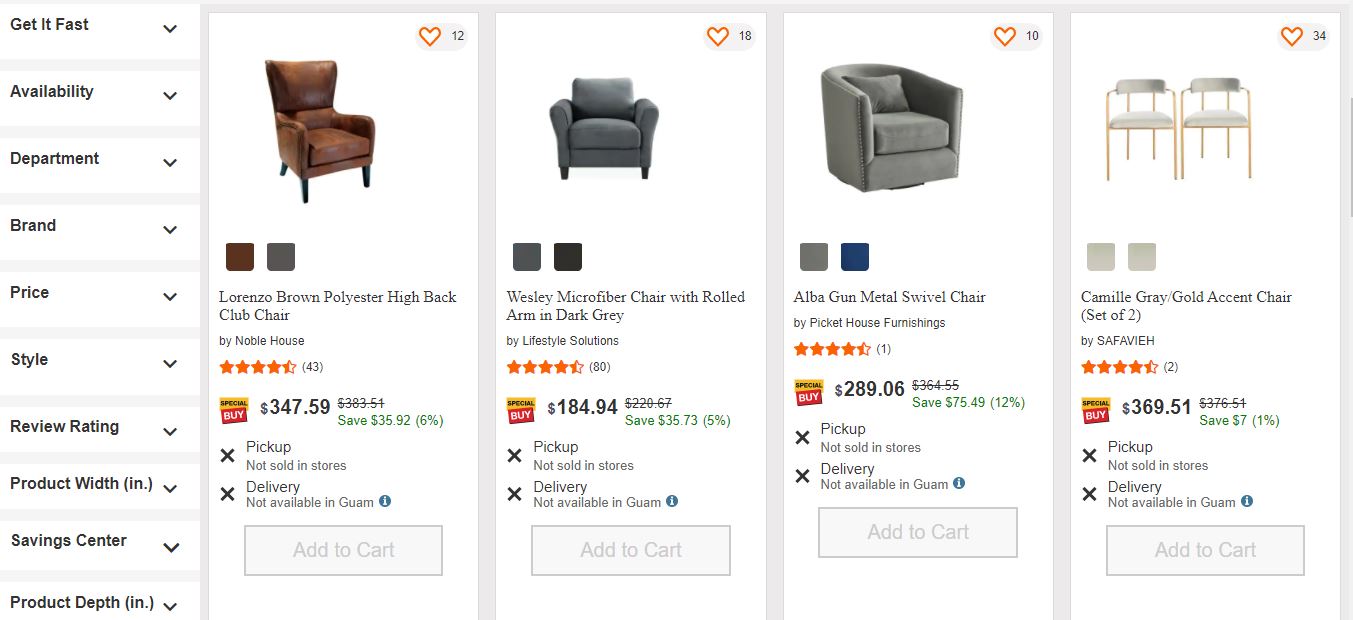 Get It Fast
Availability
Department
Brand
Price
Style
Review Rating
Product Width (in.)
Savings Center
Product Depth (in.)
12
Lorenzo Brown Polyester High Back
Club Chair
by Noble House
(43)
SPECIAL
BUY
$347.59 $383.51
Save $35.92 (6%)
Pickup
Not sold in stores
Delivery
Not available in Guam
Add to Cart
18
Wesley Microfiber Chair with Rolled
Arm in Dark Grey
by Lifestyle Solutions
(80)
SPECIAL
BUY
$184.94 $220.67
Save $35.73 (5%)
Pickup
Not sold in stores
Delivery
Not available in Guam
Add to Cart
10
Alba Gun Metal Swivel Chair
by Picket House Furnishings
(1)
SPECIAL
BUY
$289.06 $364.55
Save $75.49 (12%)
Pickup
Not sold in stores
Delivery
Not available in Guam
Add to Cart
34
Camille Gray/Gold Accent Chair
(Set of 2)
by SAFAVIEH
(2)
SPECIAL
BUY
$369.51 $376.51
Save $7 (1%)
Pickup
Not sold in stores
Delivery
Not available in Guam
Add to Cart